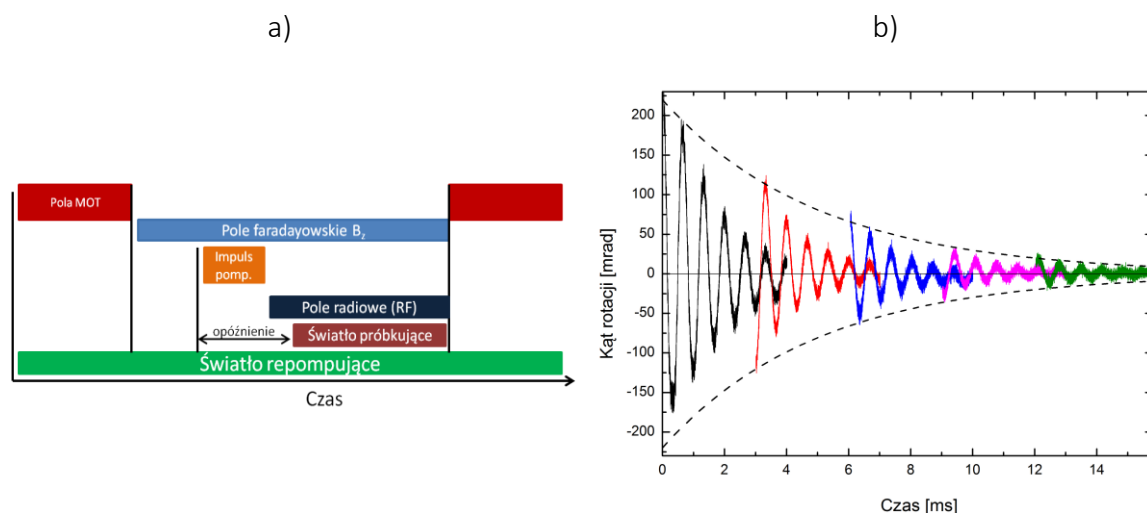 a)
Pola MOT
Pole faradayowskie B_z
Impuls
pomp.
Pole radiowe (RF)
opóźnienie
Światło próbkujące
Światło repompujące
Czas
b)
Kąt rotacji [mrad]
200
150
100
50
0
-50
-100
-150
-200
0 2 4 6 8 10 12 14
Czas [ms]